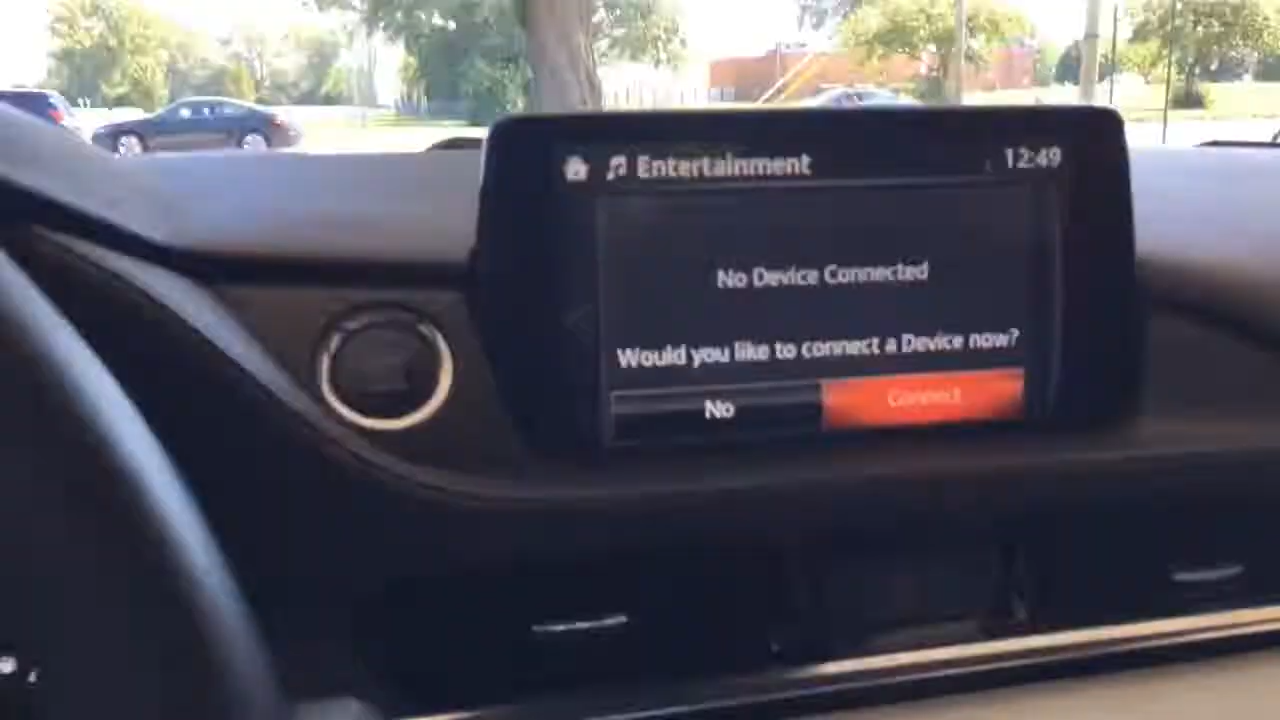 Entertainment 12:49
No Device Connected
Would you like to connect a Device now?
No Connect